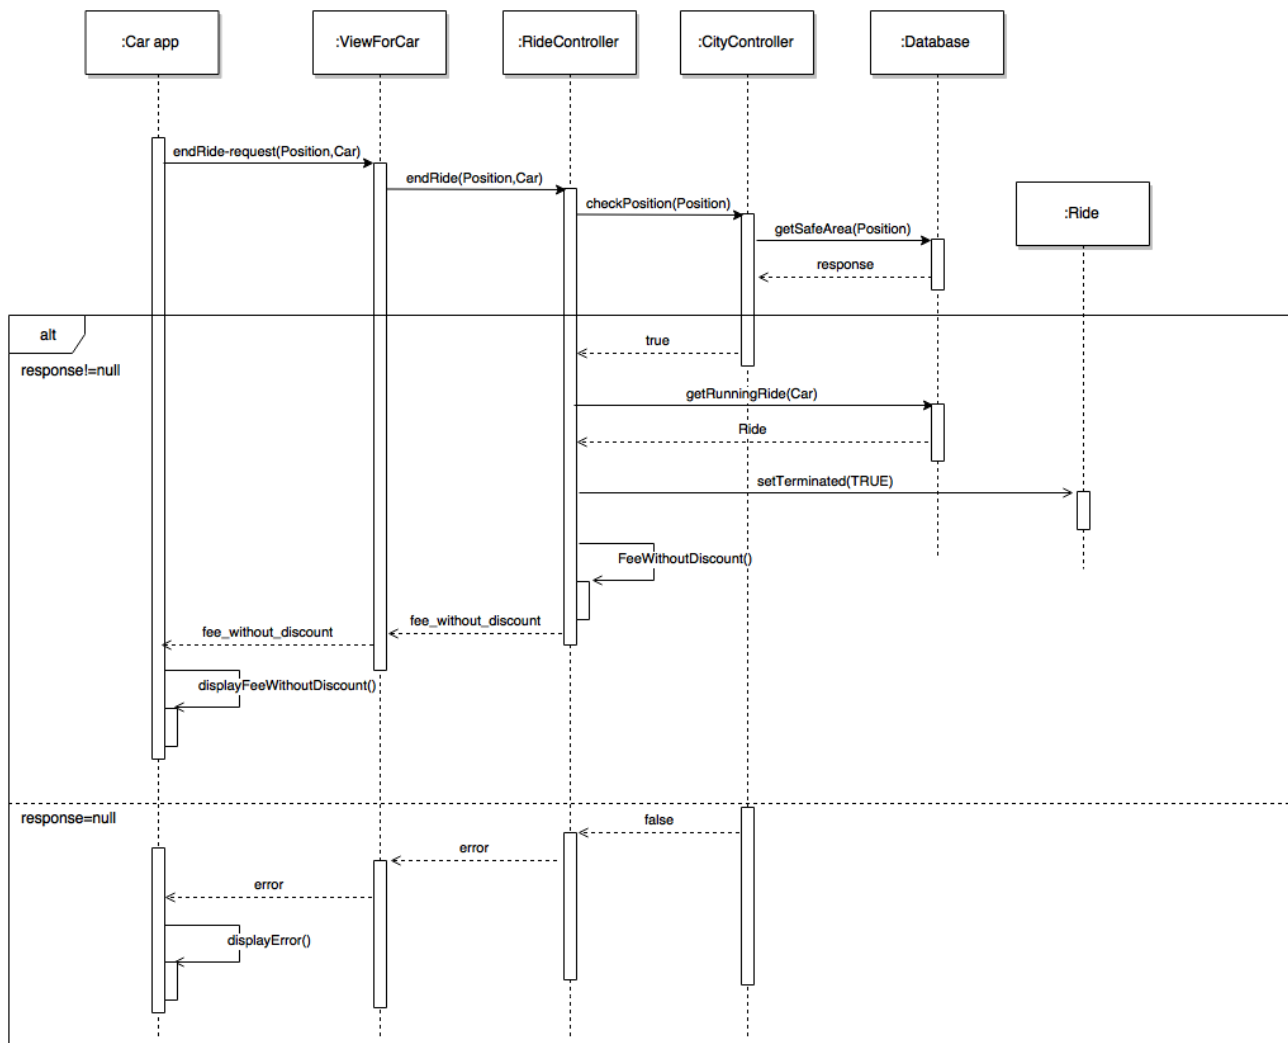 :Car app
:ViewForCar
:RideController
:CityController
:Database
endRide-request(Position,Car)
endRide(Position,Car)
checkPosition(Position)
:Ride
getSafeArea(Position)
response
alt
true
response!=null
getRunningRide(Car)
Ride
setTerminated(TRUE)
FeeWithoutDiscount()
fee_without_discount
fee_without_discount
displayFeeWithoutDiscount()
response=null
false
error
error
displayError()